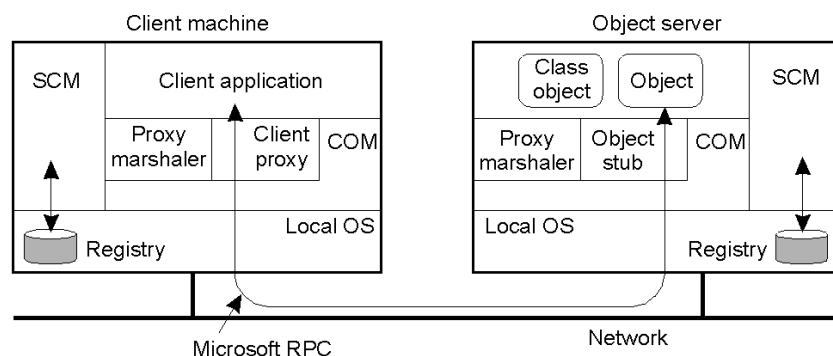 Client machine
Object server
SCM
Client application
Class
object
Object
SCM
Proxy
marshaler
Client
proxy
COM
Proxy
marshaler
Object
stub
COM
Registry
Local OS
Local OS
Registry
Microsoft RPC
Network